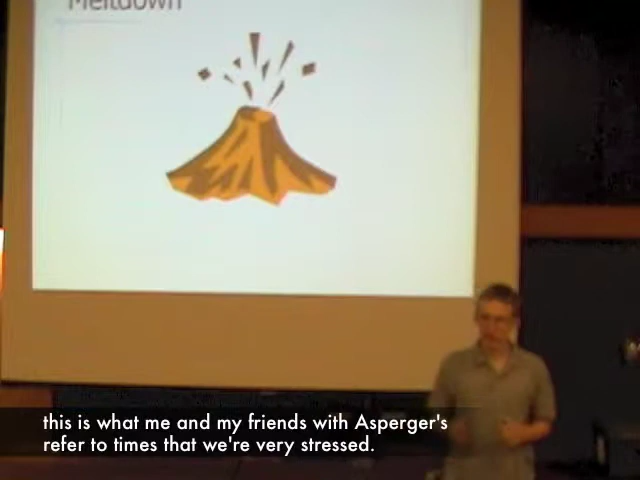 Meltdown
this is what me and my friends with Asperger's
refer to times that we're very stressed.